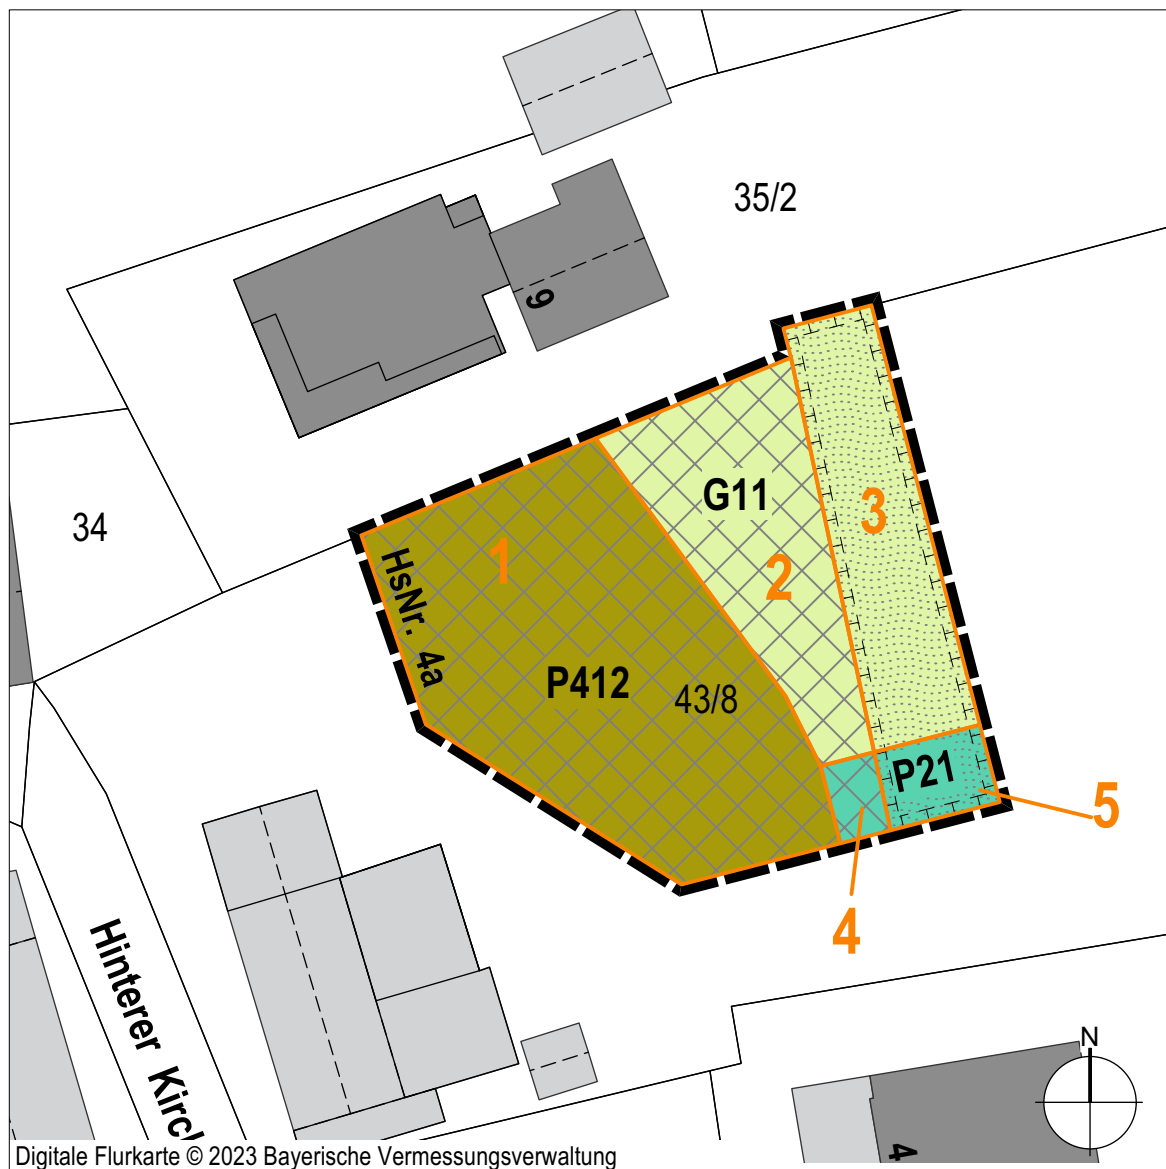 35/2
9
34
G11
3
1
2
HsNr. 4a
P412
43/8
P21
5
4
Hinterer Kirch
N
4
Digitale Flurkarte © 2023 Bayerische Vermessungsverwaltung